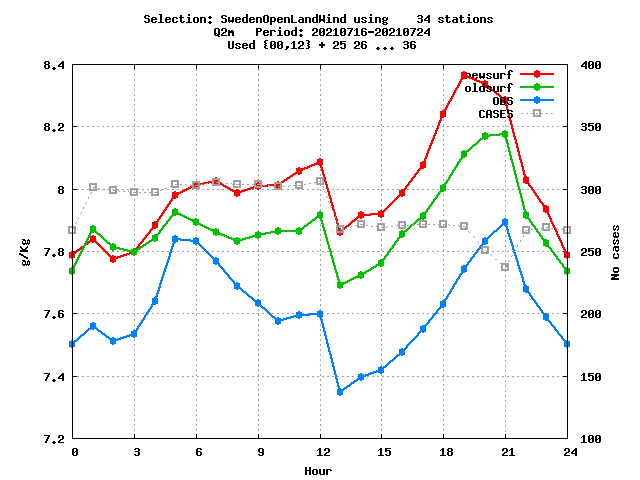 Selection: SwedenOpenLandWind using    34 stations
Q2m   Period: 20210716-20210724
Used {00,12} + 25 26 ... 36
8.4
8.2
8
7.8
7.6
7.4
7.2
g/Kg
400
350
300
250
200
150
100
No cases
newsurf
oldsurf
OBS
CASES
0 3 6 9 12 15 18 21 24
Hour